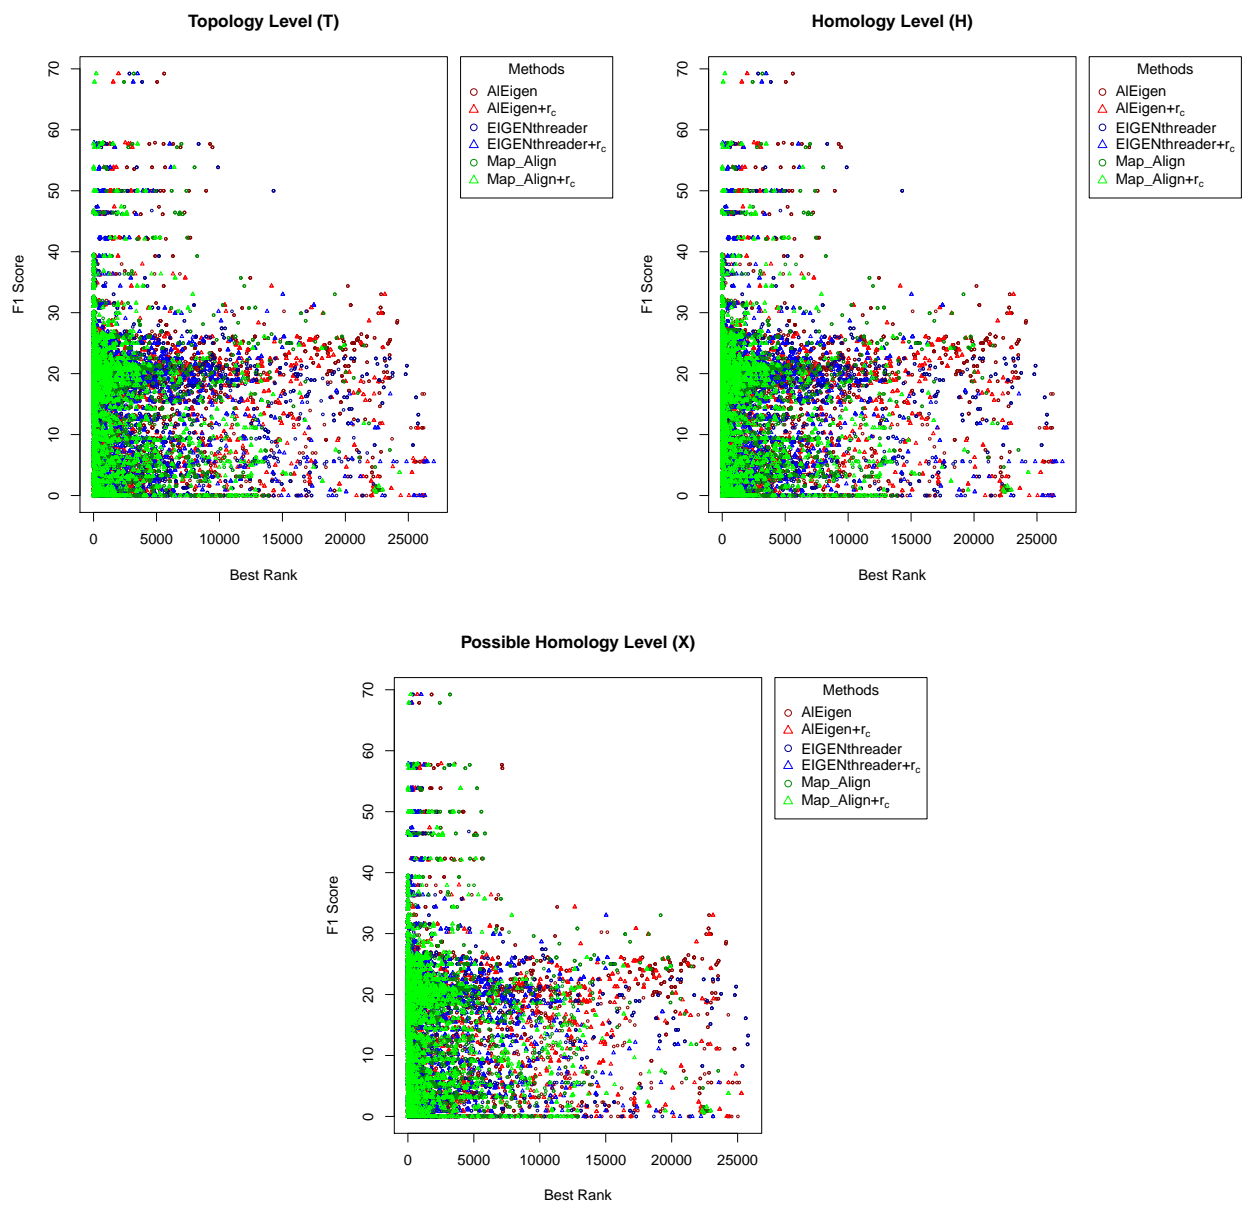 Topology Level (T)
F1 Score
70
60
50
40
30
20
10
0
0 5000 10000 15000 20000 25000
Best Rank
Methods
AlEigen
AlEigen+rc
EIGENthreader
EIGENthreader+rc
Map_Align
Map_Align+rc
Homology Level (H)
F1 Score
70
60
50
40
30
20
10
0
0 5000 10000 15000 20000 25000
Best Rank
Methods
AlEigen
AlEigen+rc
EIGENthreader
EIGENthreader+rc
Map_Align
Map_Align+rc
Possible Homology Level (X)
F1 Score
70
60
50
40
30
20
10
0
0 5000 10000 15000 20000 25000
Best Rank
Methods
AlEigen
AlEigen+rc
EIGENthreader
EIGENthreader+rc
Map_Align
Map_Align+rc